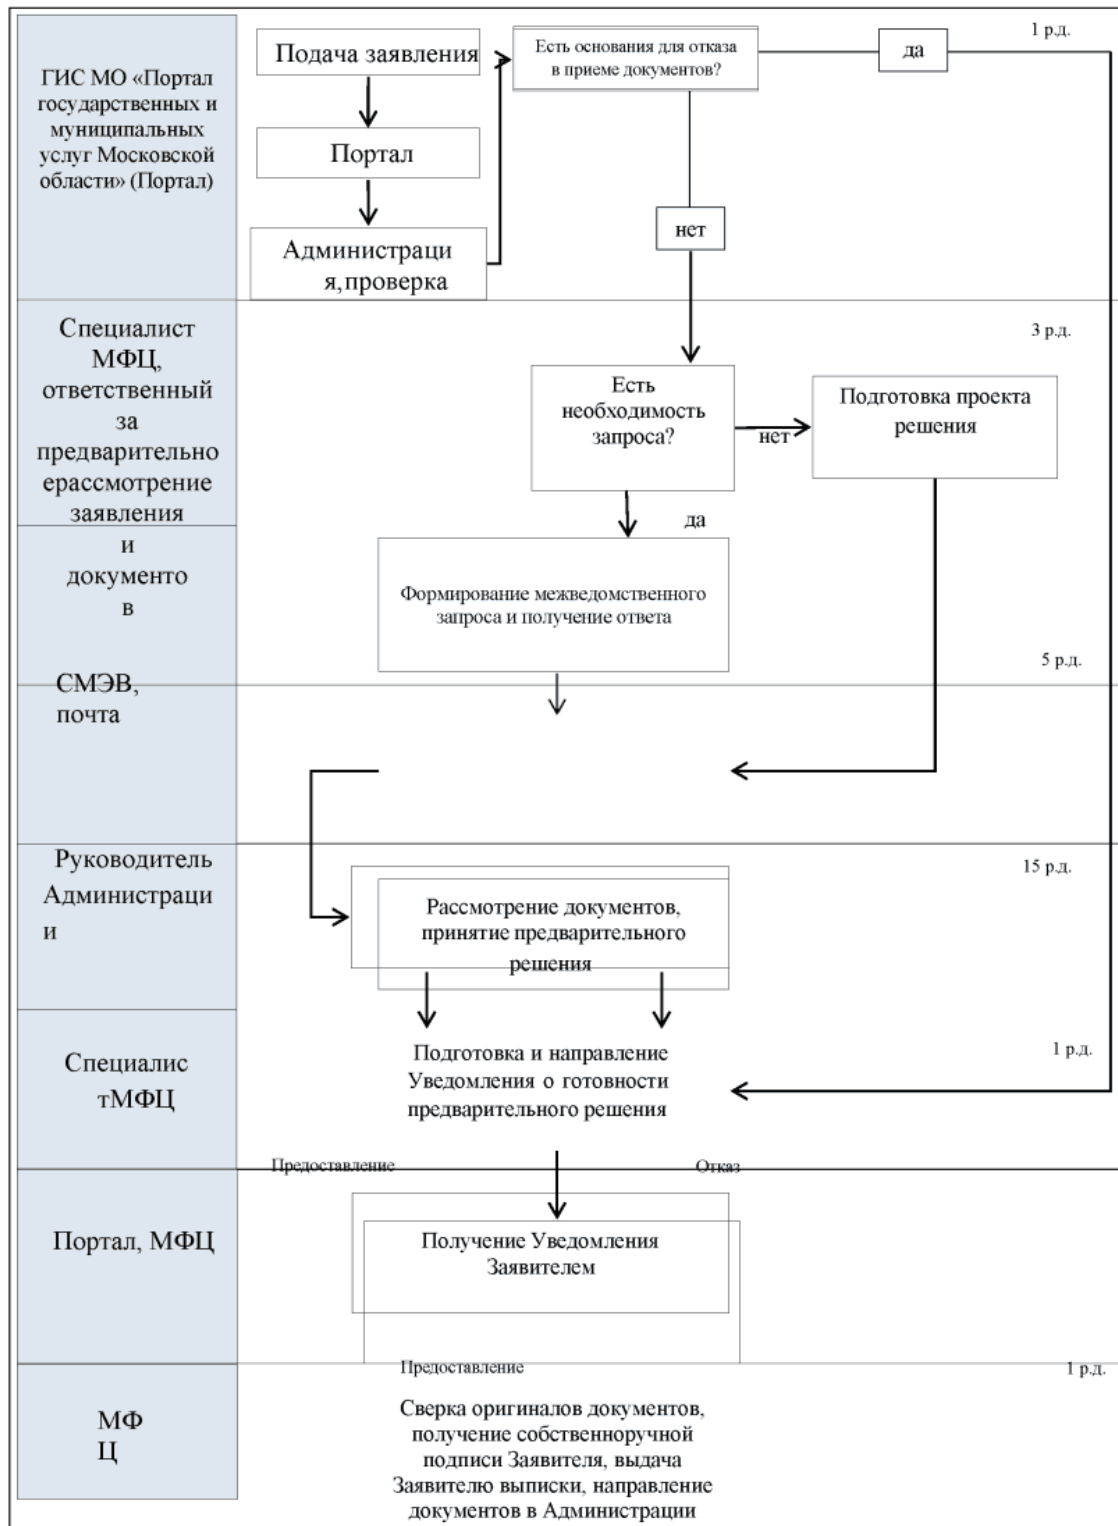 ГИС МО «Портал
государственных и
муниципальных
услуг Московской
области» (Портал)
Подача заявления
Портал
Администраци
я,проверка
Есть основания для отказа
в приеме документов?
да
1 р.д.
нет
Специалист
МФЦ,
ответственный
за
предварительно
ерассмотрение
заявления
и
документо
в
3 р.д.
Есть
необходимость
запроса?
нет
Подготовка проекта
решения
да
Формирование межведомственного
запроса и получение ответа
5 р.д.
СМЭВ,
почта
Руководитель
Администраци
и
15 р.д.
Рассмотрение документов,
принятие предварительного
решения
Специалис
тМФЦ
Подготовка и направление
Уведомления о готовности
предварительного решения
1 р.д.
Предоставление
Отказ
Портал, МФЦ
Получение Уведомления
Заявителем
Предоставление
1 р.д.
МФ
Ц
Сверка оригиналов документов,
получение собственноручной
подписи Заявителя, выдача
Заявителю выписки, направление
документов в Администрации